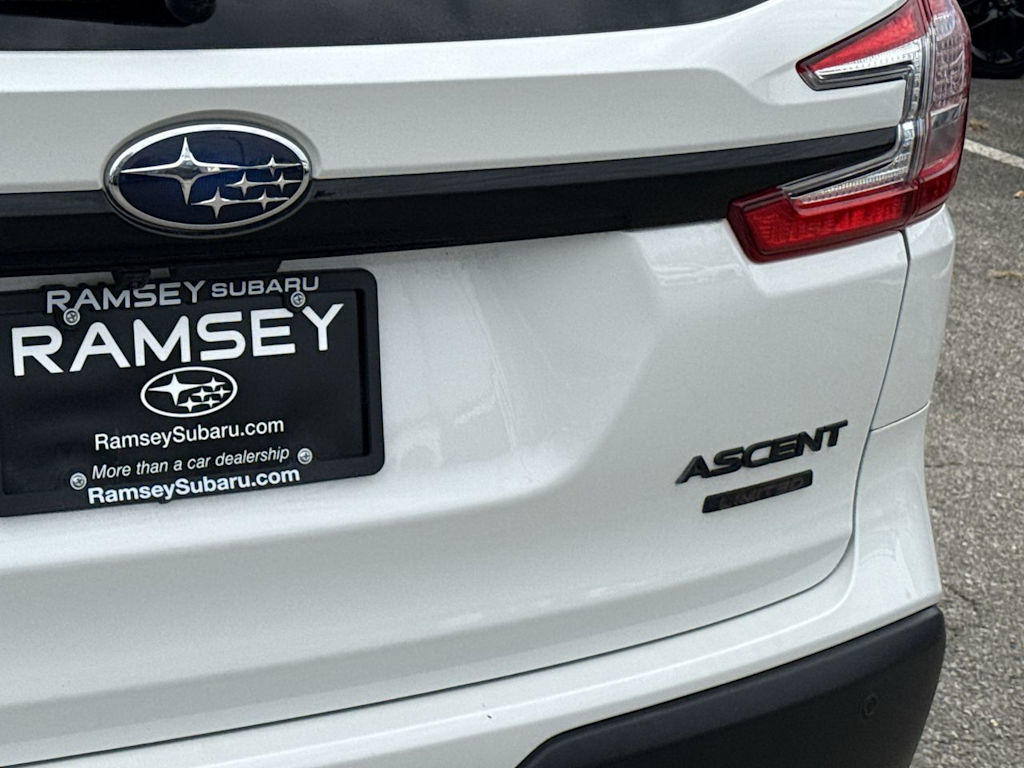 RAMSEY SUBARU
RAMSEY
RamseySubaru.com
More than a car dealership
RamseySubaru.com
ASCENT
LIMITED